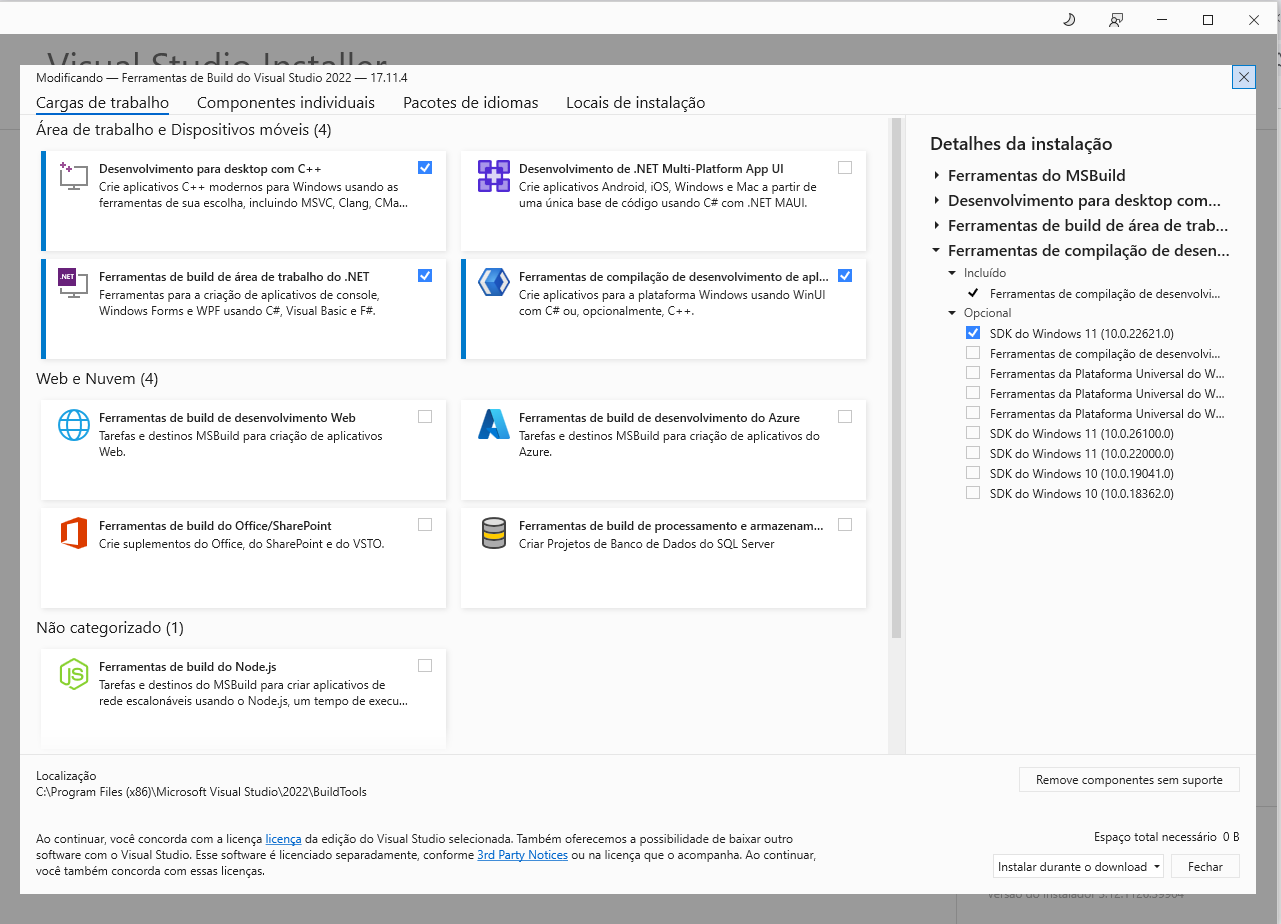 Visual Studio Installer
Modificando — Ferramentas de Build do Visual Studio 2022 — 17.11.4
Cargas de trabalho
Componentes individuais
Pacotes de idiomas
Locais de instalação
Área de trabalho e Dispositivos móveis (4)
Desenvolvimento para desktop com C++
Crie aplicativos C++ modernos para Windows usando as
ferramentas de sua escolha, incluindo MSVC, Clang, CMa...
Desenvolvimento de .NET Multi-Platform App UI
Crie aplicativos Android, iOS, Windows e Mac a partir de
uma única base de código usando C# com .NET MAUI.
.NET
Ferramentas de build de área de trabalho do .NET
Ferramentas para a criação de aplicativos de console,
Windows Forms e WPF usando C#, Visual Basic e F#.
Ferramentas de compilação de desenvolvimento de apl...
Crie aplicativos para a plataforma Windows usando WinUI
com C# ou, opcionalmente, C++.
Web e Nuvem (4)
Ferramentas de build de desenvolvimento Web
Tarefas e destinos MSBuild para criação de aplicativos
Web.
Ferramentas de build de desenvolvimento do Azure
Tarefas e destinos MSBuild para criação de aplicativos do
Azure.
Ferramentas de build do Office/SharePoint
Crie suplementos do Office, do SharePoint e do VSTO.
Ferramentas de build de processamento e armazenam...
Criar Projetos de Banco de Dados do SQL Server
Não categorizado (1)
JS
Ferramentas de build do Node.js
Tarefas e destinos do MSBuild para criar aplicativos de
rede escalonáveis usando o Node.js, um tempo de execu...
Detalhes da instalação
Ferramentas do MSBuild
Desenvolvimento para desktop com...
Ferramentas de build de área de trab...
Ferramentas de compilação de desen...
Incluído
Ferramentas de compilação de desenvolvi...
Opcional
SDK do Windows 11 (10.0.22621.0)
Ferramentas de compilação de desenvolvi...
Ferramentas da Plataforma Universal do W...
Ferramentas da Plataforma Universal do W...
Ferramentas da Plataforma Universal do W...
SDK do Windows 11 (10.0.26100.0)
SDK do Windows 11 (10.0.22000.0)
SDK do Windows 10 (10.0.19041.0)
SDK do Windows 10 (10.0.18362.0)
Localização
C:\Program Files (x86)\Microsoft Visual Studio\2022\BuildTools
Remove componentes sem suporte
Ao continuar, você concorda com a licença licença da edição do Visual Studio selecionada. Também oferecemos a possibilidade de baixar outro
software com o Visual Studio. Esse software é licenciado separadamente, conforme 3rd Party Notices ou na licença que o acompanha. Ao continuar,
você também concorda com essas licenças.
Espaço total necessário 0 B
Instalar durante o download
Fechar